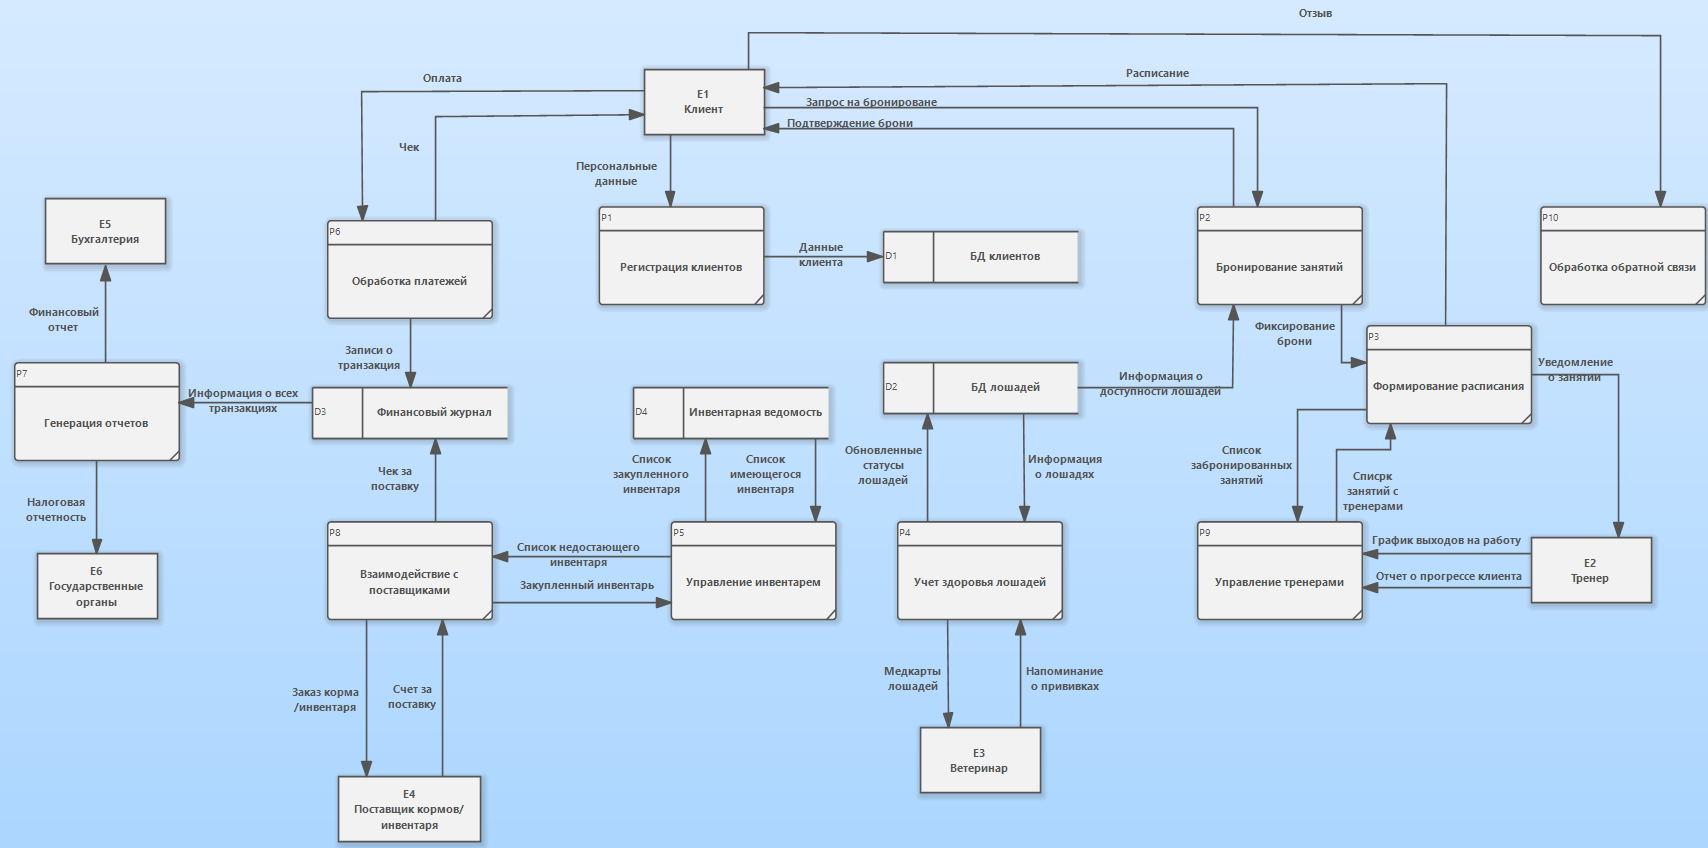 Отзыв
Расписание
Оплата
E1
Клиент
Запрос на бронироване
Подтверждение брони
Чек
Персональные
данные
E5
Бухгалтерия
P6
Обработка платежей
P1
Регистрация клиентов
Данные
клиента
D1
БД клиентов
P2
Бронирование занятий
P10
Обработка обратной связи
Финансовый
отчет
Записи о
транзакция
Фиксирование
брони
P3
Формирование расписания
Уведомление
о занятии
P7
Генерация отчетов
Информация о всех
транзакциях
D3
Финансовый журнал
D4
Инвентарная ведомость
D2
БД лошадей
Информация о
доступности лошадей
Чек за
поставку
Список
закупленного
инвентаря
Список
имеющегося
инвентаря
Обновленные
статусы
лошадей
Информация
о лошадях
Список
забронированных
занятий
Списрк
занятий с
тренерами
Налоговая
отчетность
E6
Государственные
органы
P8
Взаимодействие с
поставщиками
Список недостающего
инвентаря
Закупленный инвентарь
P5
Управление инвентарем
P4
Учет здоровья лошадей
P9
Управление тренерами
График выходов на работу
Отчет о прогрессе клиента
E2
Тренер
Заказ корма
/инвентаря
Счет за
поставку
Медкарты
лошадей
Напоминание
о прививках
E3
Ветеринар
E4
Поставщик кормов/
инвентаря